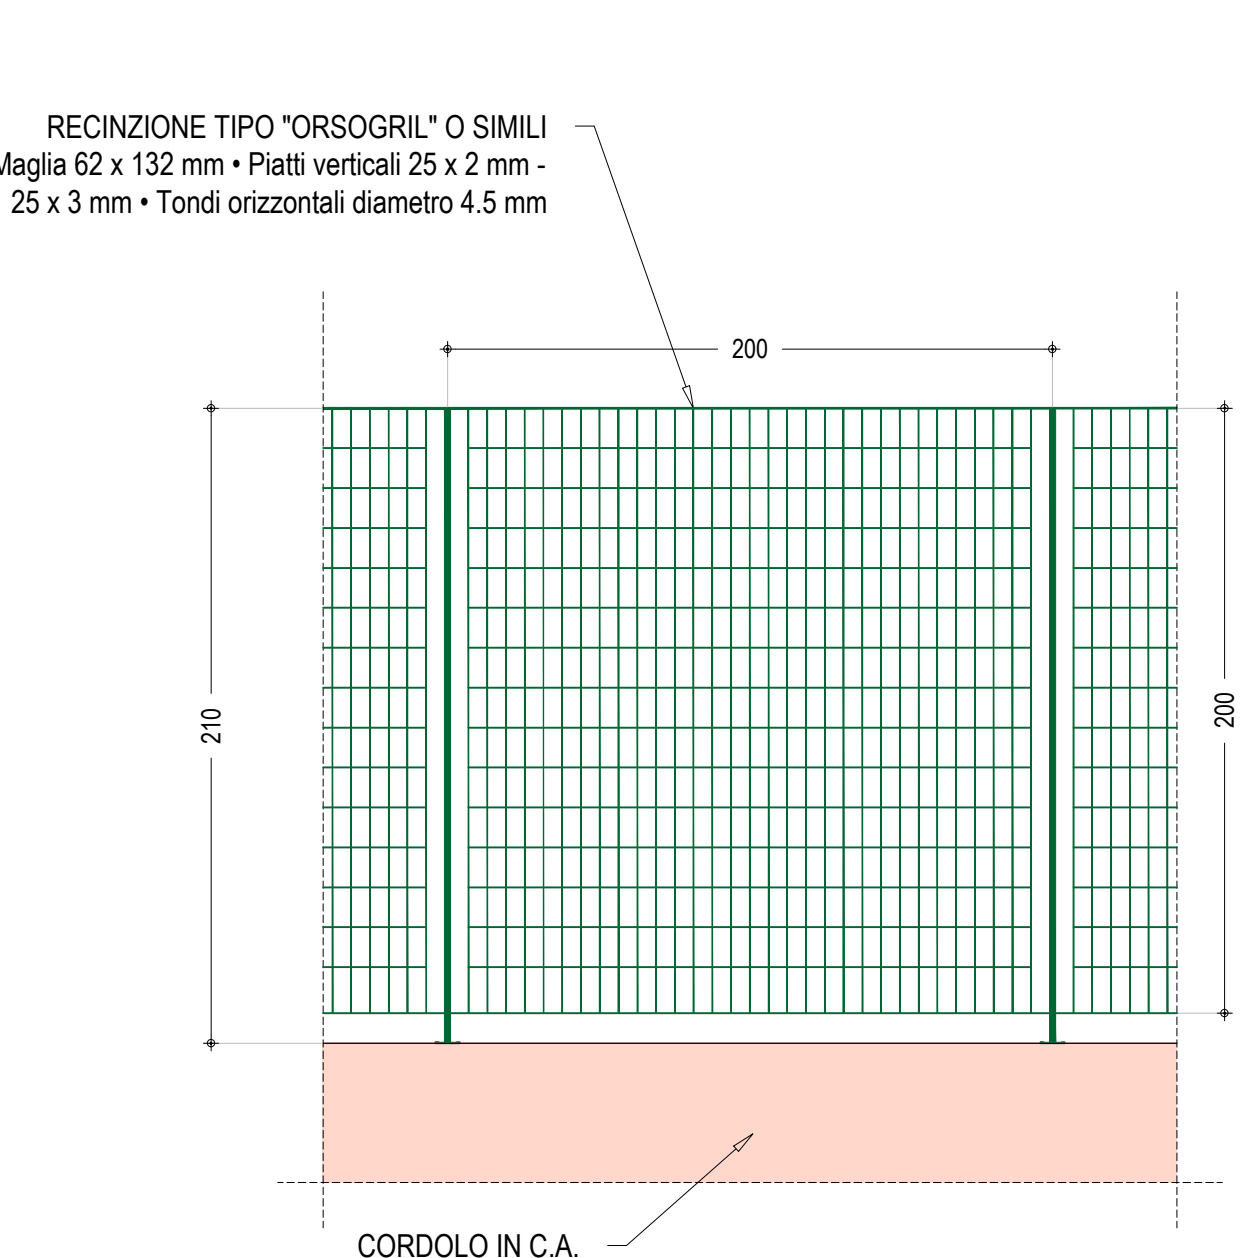 RECINZIONE TIPO "ORSOGRIL" O SIMILI
Maglia 62 x 132 mm • Piatti verticali 25 x 2 mm -
25 x 3 mm • Tondi orizzontali diametro 4.5 mm
200
210
200
CORDOLO IN C.A.